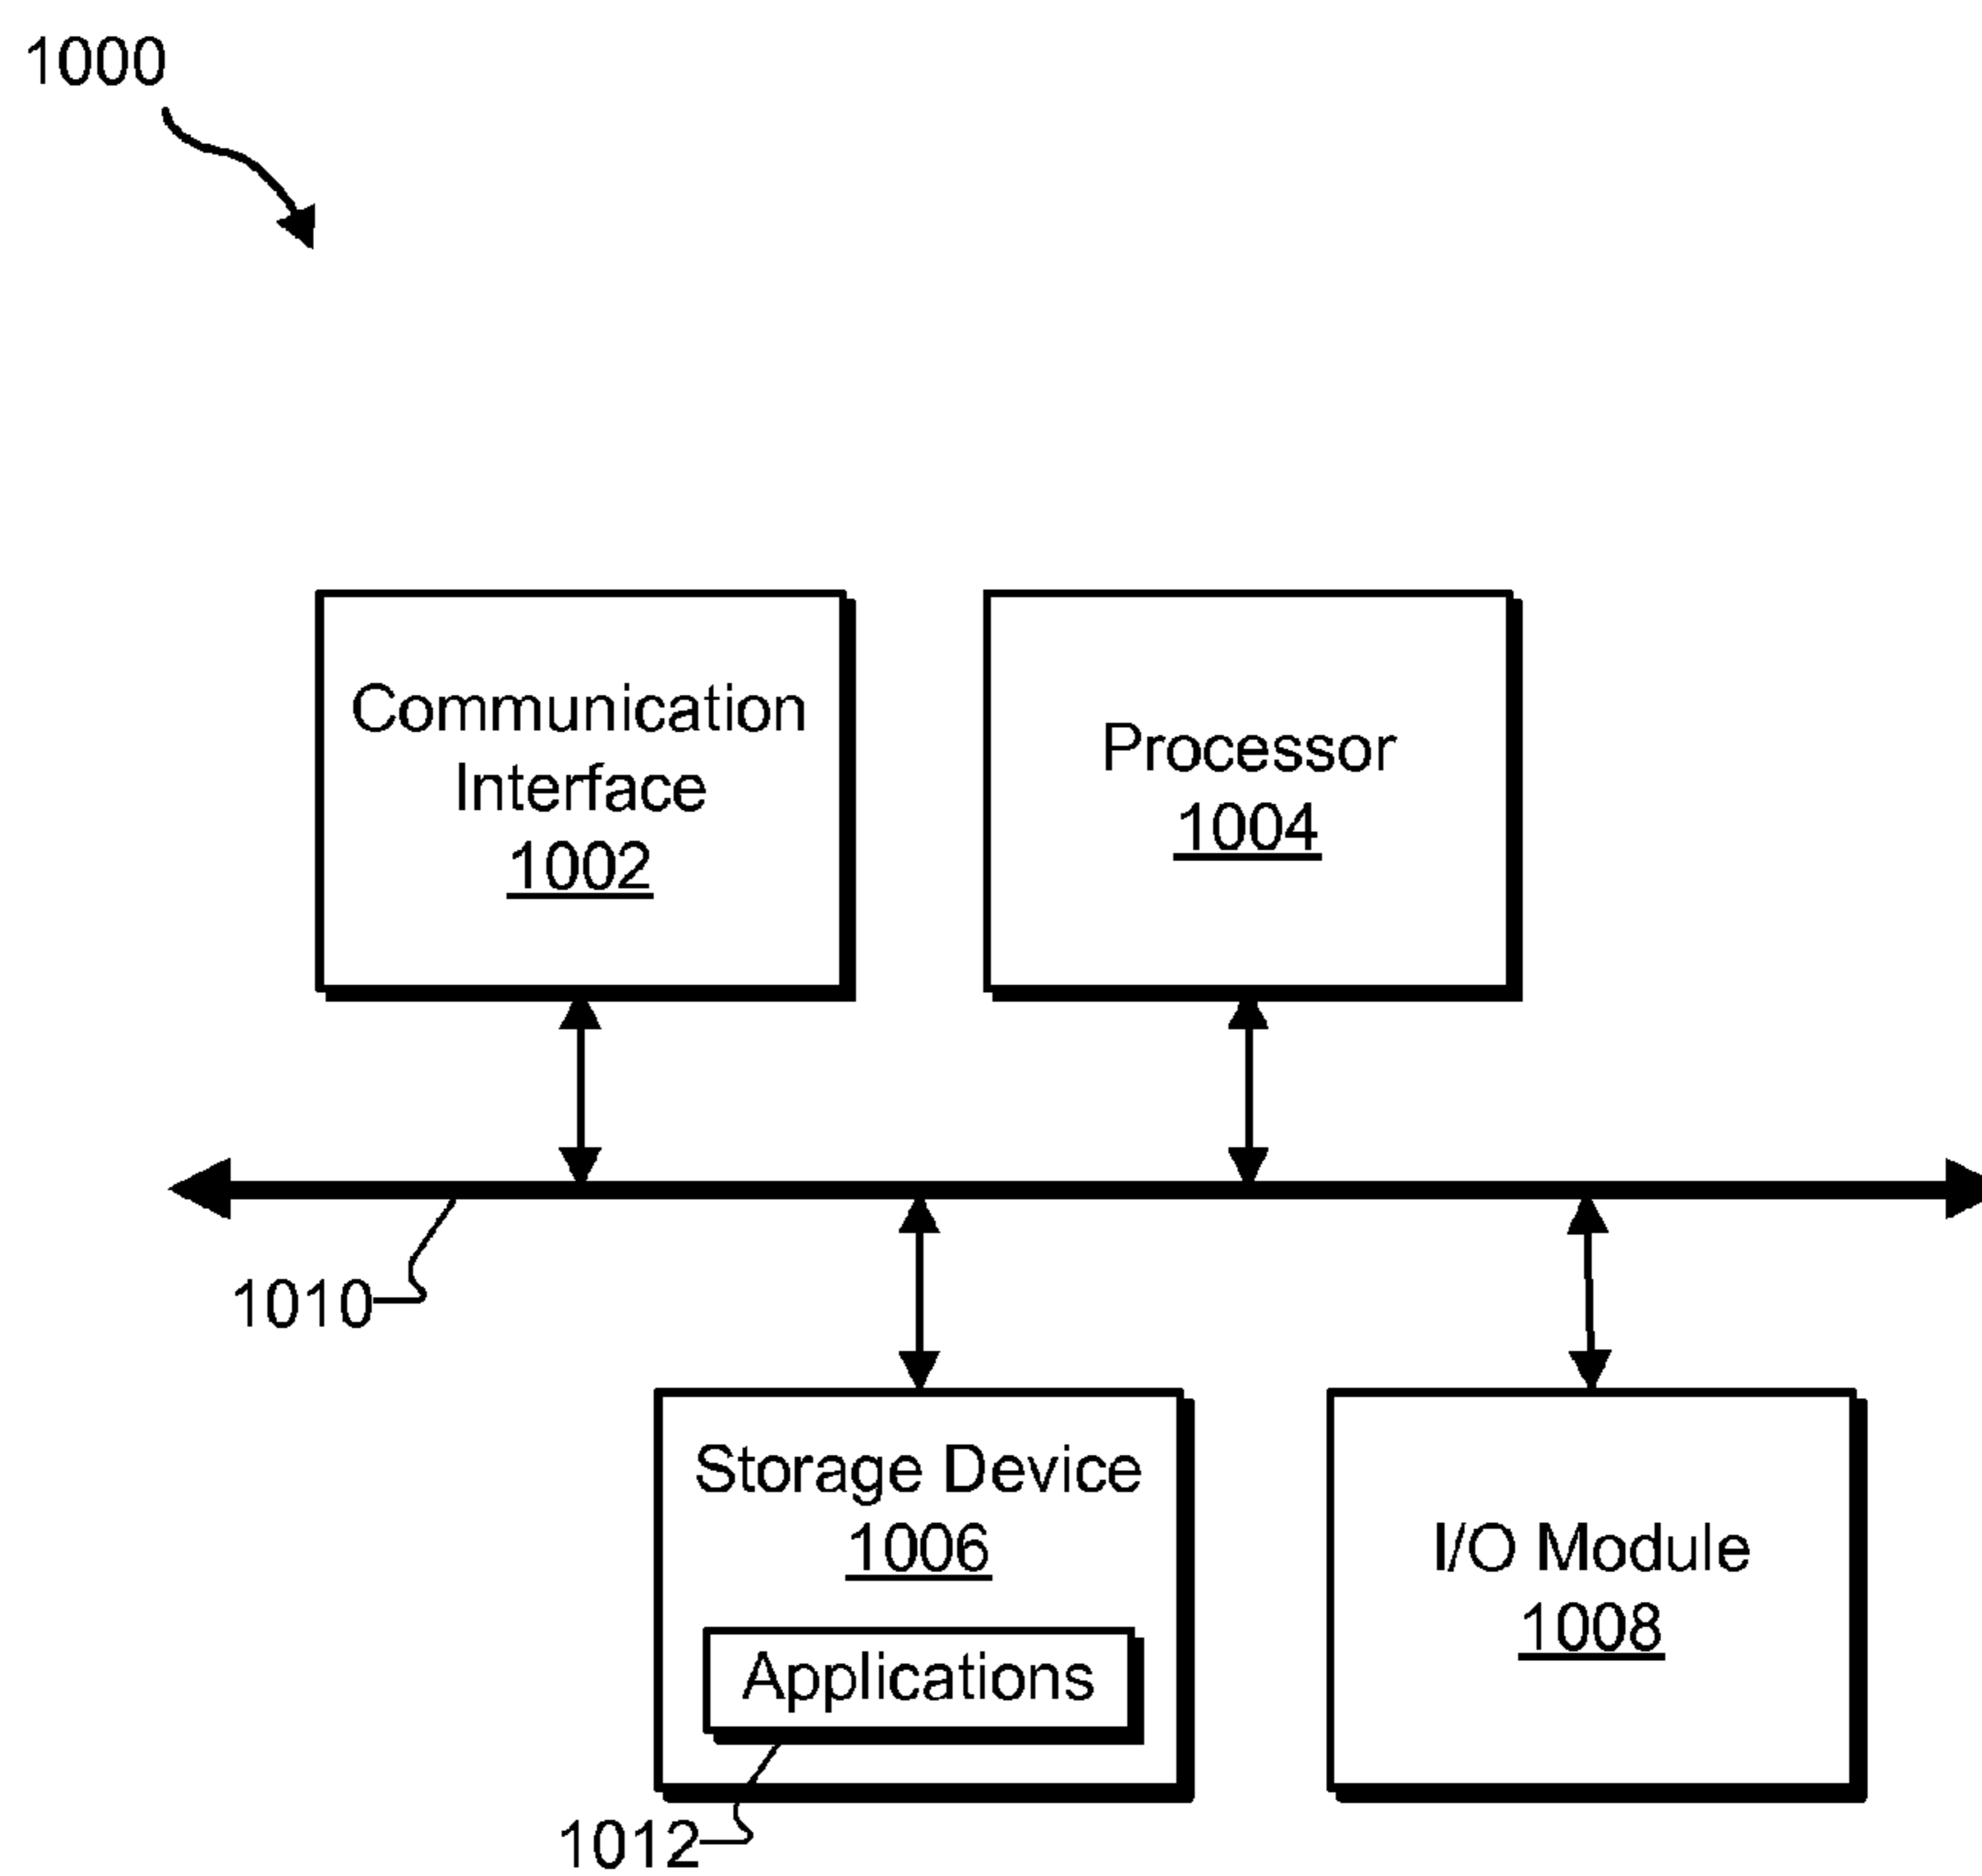 1000
Communication
Interface
1002
Processor
1004
1010
Storage Device
1006
Applications
1012
I/O Module
1008